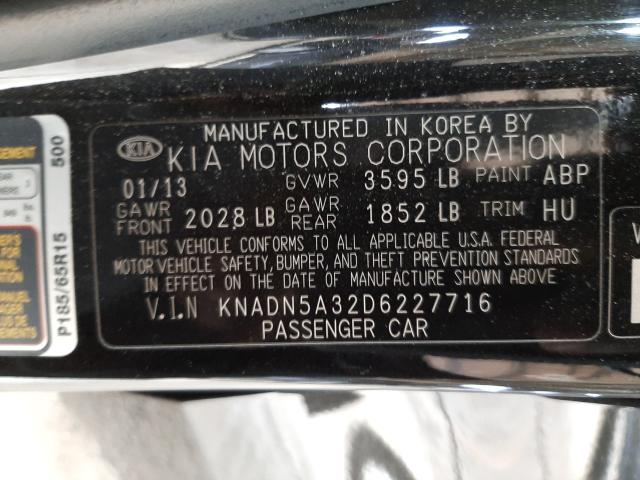 MANUFACTURED IN KOREA BY
KIA KIA MOTORS CORPORATION
01/13 GVWR 3595 LB PAINT ABP
GAWR FRONT 2028 LB GAWR REAR 1852 LB TRIM HU
THIS VEHICLE CONFORMS TO ALL APPLICABLE U.S.A. FEDERAL
MOTOR VEHICLE SAFETY, BUMPER, AND THEFT PREVENTION STANDARDS
IN EFFECT ON THE DATE OF MANUFACTURE SHOWN ABOVE
V.I.N KNADN5A32D6227716
PASSENGER CAR
P185/65R15
500